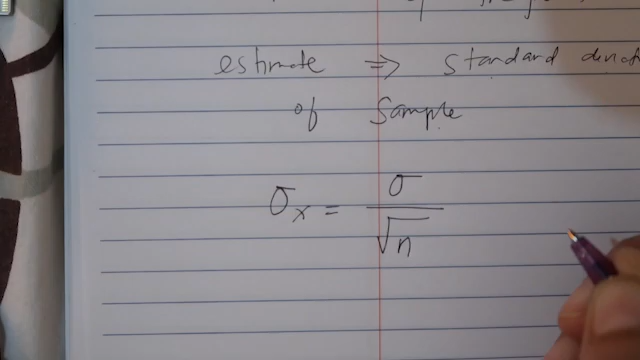 estimate ⇒ standard
of sample
σx = σ/√n